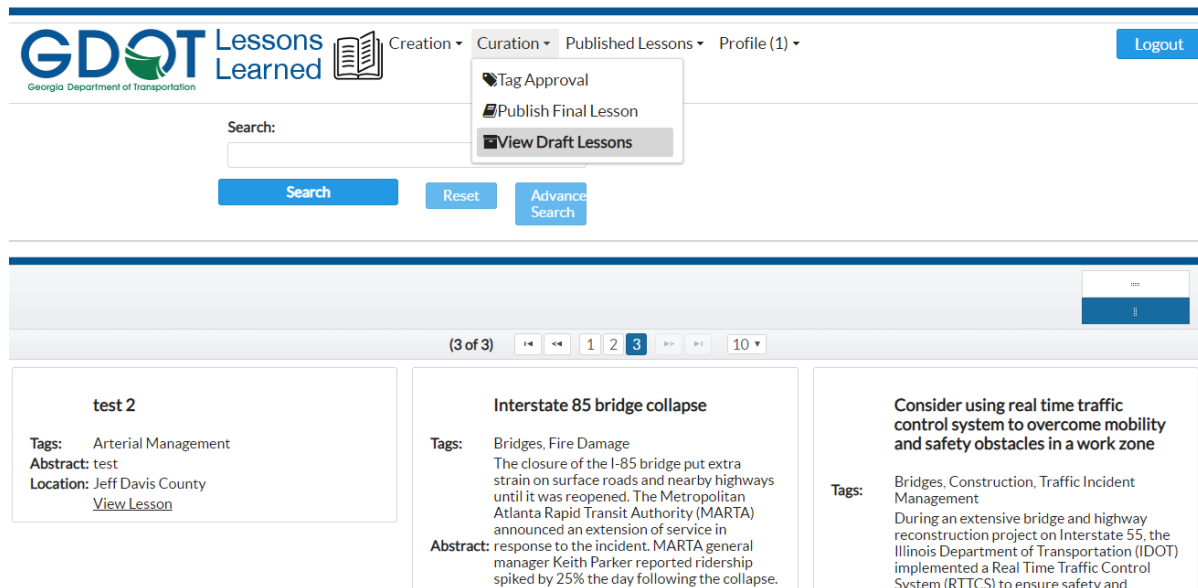 GDOT
Georgia Department of Transportation
Lessons
Learned
Creation
Curation
Published Lessons
Profile (1)
Logout
Tag Approval
Publish Final Lesson
View Draft Lessons
Search:
Search
Reset
Advance
Search
(3 of 3)
1 2 3
10
test 2
Tags: Arterial Management
Abstract: test
Location: Jeff Davis County
View Lesson
Interstate 85 bridge collapse
Tags: Bridges, Fire Damage
The closure of the I-85 bridge put extra
strain on surface roads and nearby highways
until it was reopened. The Metropolitan
Atlanta Rapid Transit Authority (MARTA)
announced an extension of service in
Abstract: response to the incident. MARTA general
manager Keith Parker reported ridership
spiked by 25% the day following the collapse.
Consider using real time traffic
control system to overcome mobility
and safety obstacles in a work zone
Tags: Bridges, Construction, Traffic Incident
Management
During an extensive bridge and highway
reconstruction project on Interstate 55, the
Illinois Department of Transportation (IDOT)
implemented a Real Time Traffic Control
System (RTTCS) to ensure safety and